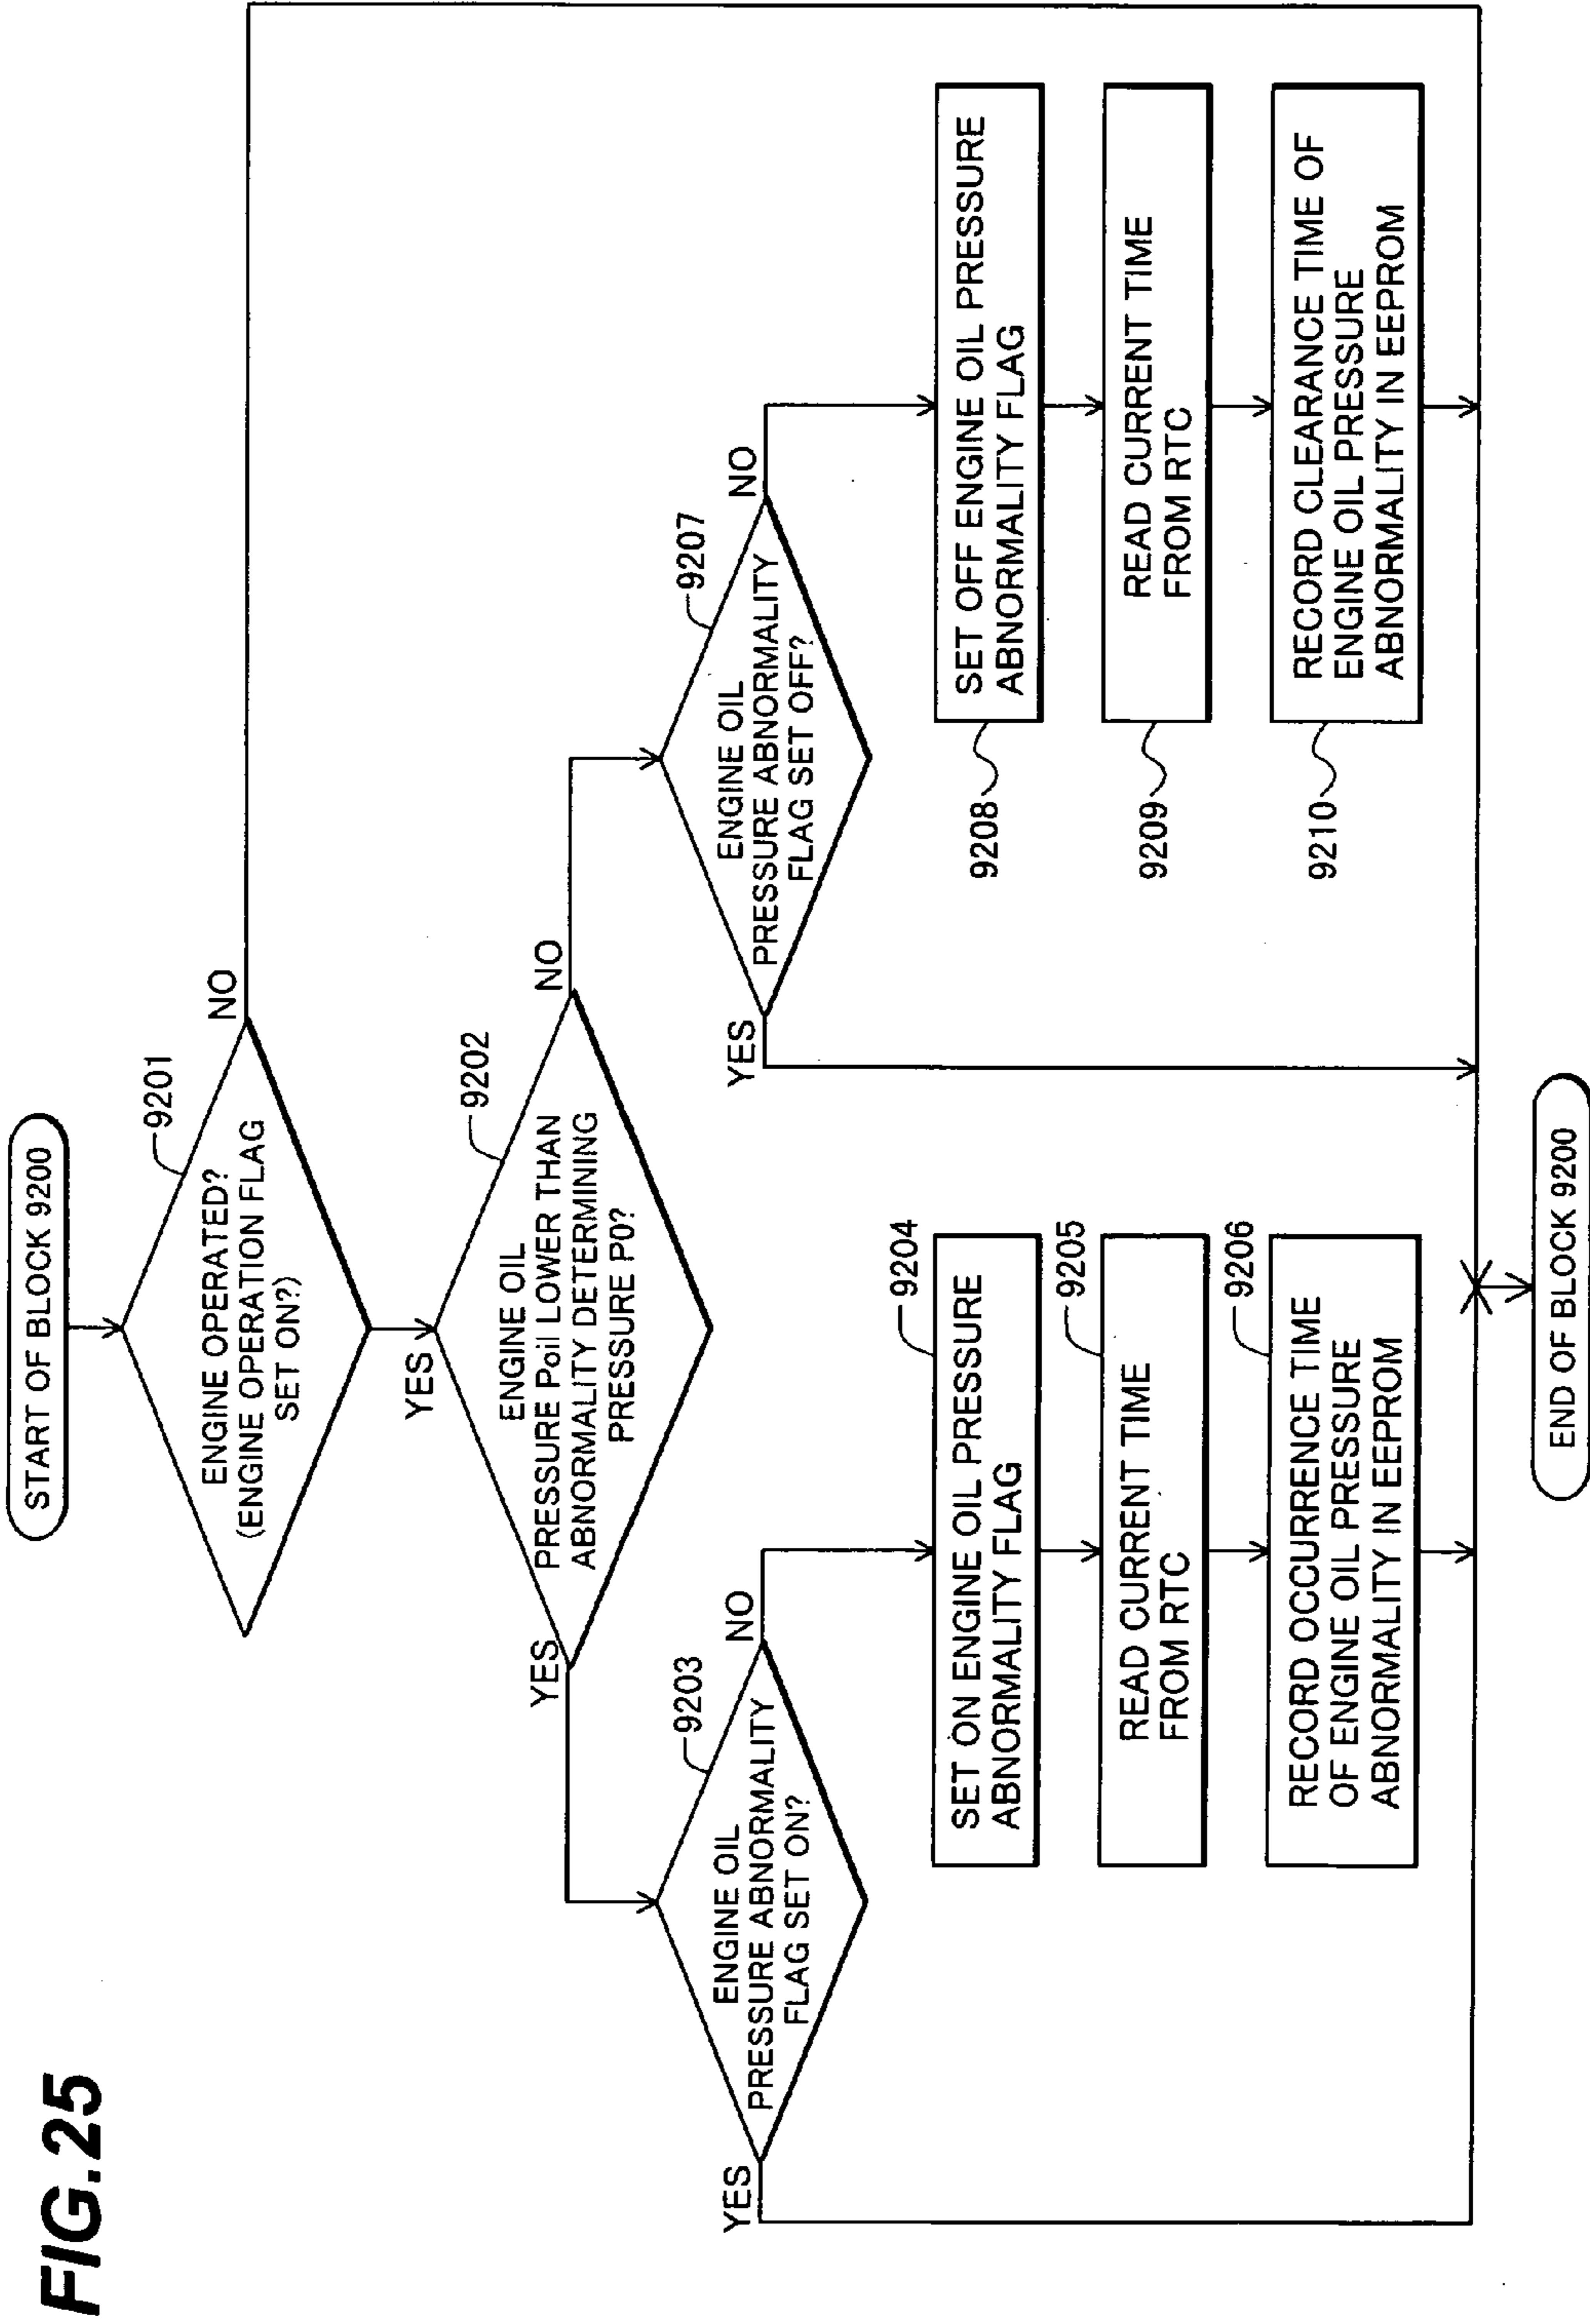 FIG.25
START OF BLOCK 9200
9201
ENGINE OPERATED?
(ENGINE OPERATION FLAG
SET ON?)
NO
YES
9202
ENGINE OIL
PRESSURE Poil LOWER THAN
ABNORMALITY DETERMINING
PRESSURE P0?
YES
NO
9203
ENGINE OIL
PRESSURE ABNORMALITY
FLAG SET ON?
YES
NO
9204
SET ON ENGINE OIL PRESSURE
ABNORMALITY FLAG
9205
READ CURRENT TIME
FROM RTC
9206
RECORD OCCURRENCE TIME
OF ENGINE OIL PRESSURE
ABNORMALITY IN EEPROM
9207
ENGINE OIL
PRESSURE ABNORMALITY
FLAG SET OFF?
YES
NO
9208
SET OFF ENGINE OIL PRESSURE
ABNORMALITY FLAG
9209
READ CURRENT TIME
FROM RTC
9210
RECORD CLEARANCE TIME OF
ENGINE OIL PRESSURE
ABNORMALITY IN EEPROM
END OF BLOCK 9200